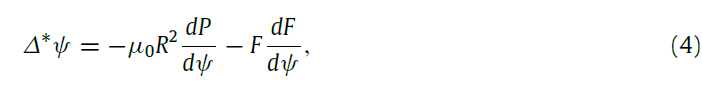 Δ*ψ = −μ₀R² dP/dψ − F dF/dψ, (4)